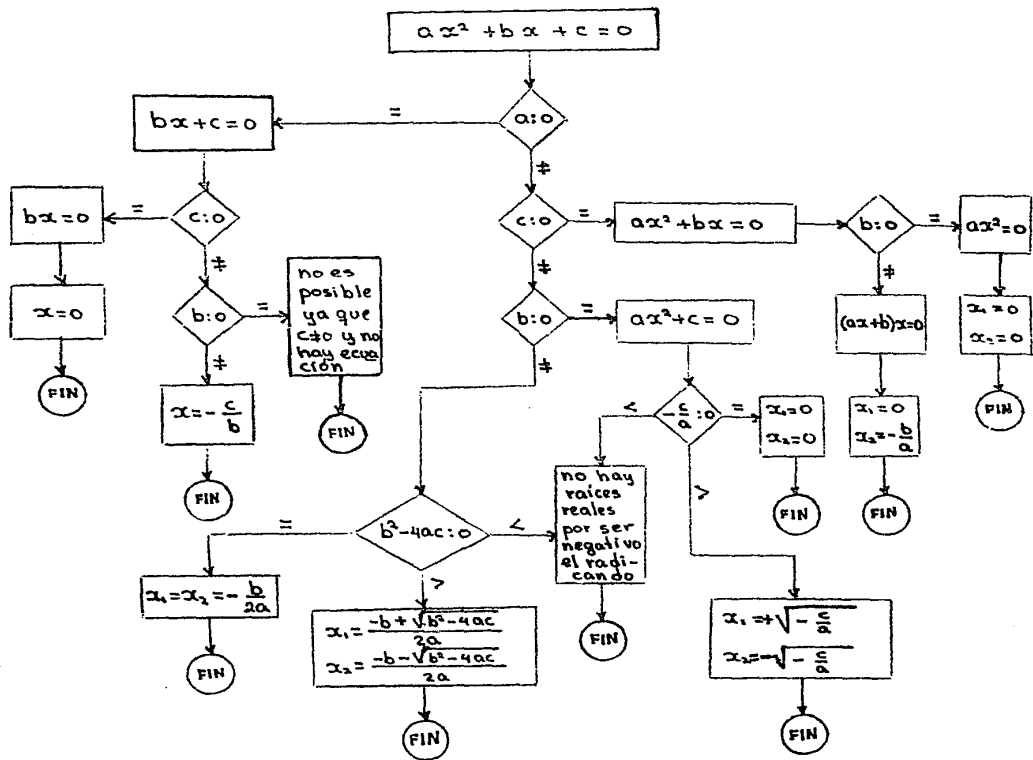 ax² + bx + c = 0
a:0
=
≠
bx + c = 0
c:0
=
≠
bx = 0
x = 0
FIN
b:0
=
≠
no es
posible
ya que
c≠0 y no
hay ecua
ción
FIN
x = - c/b
FIN
c:0
=
≠
ax² + bx = 0
b:0
=
≠
ax² = 0
x₁ = 0
x₂ = 0
FIN
(ax+b)x=0
x₁ = 0
x₂ = - b/a
FIN
b:0
=
≠
ax² + c = 0
- c/a : 0
<
=
>
x₁ = 0
x₂ = 0
FIN
no hay
raíces
reales
por ser
negativo
el radi-
cando
FIN
x₁ = + √ - c/a
x₂ = - √ - c/a
FIN
b² - 4ac : 0
=
<
>
x₁ = x₂ = - b/2a
FIN
x₁ = -b + √b² - 4ac / 2a
x₂ = -b - √b² - 4ac / 2a
FIN